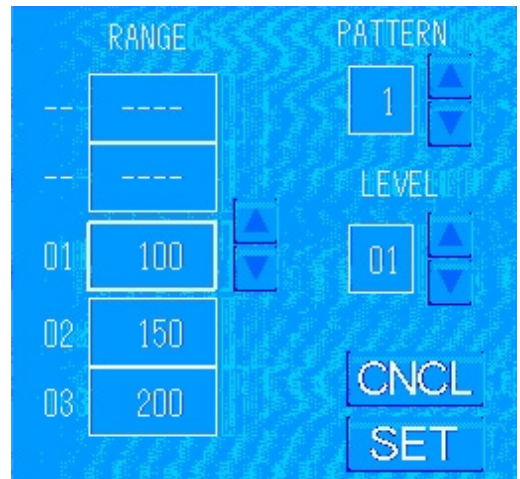 RANGE
PATTERN
-- ----
1
-- ----
LEVEL
01 100
01
02 150
CNCL
03 200
SET